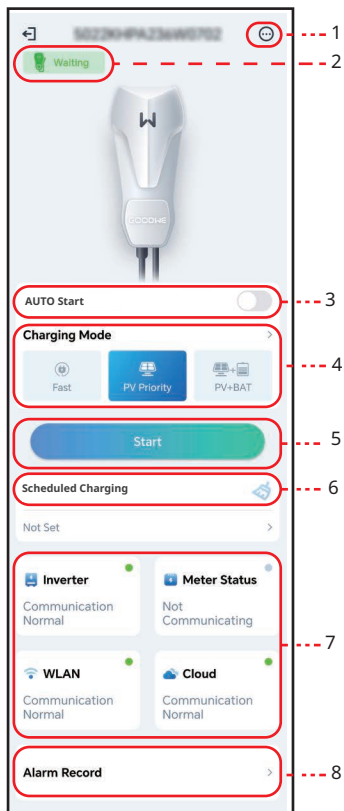 1
Waiting
2
GOODWE
AUTO Start
3
Charging Mode
Fast
PV Priority
PV+BAT
4
Start
5
Scheduled Charging
6
Not Set
Inverter
Communication
Normal
Meter Status
Not
Communicating
WLAN
Communication
Normal
Cloud
Communication
Normal
7
Alarm Record
8